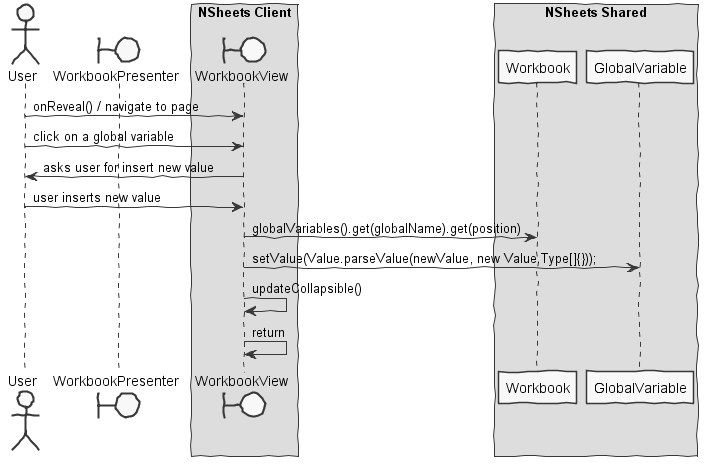 NSheets Client
NSheets Shared
User
WorkbookPresenter
WorkbookView
Workbook
GlobalVariable
onReveal() / navigate to page
click on a global variable
asks user for insert new value
user inserts new value
globalVariables().get(globalName).get(position)
setValue(Value.parseValue(newValue, new Value,Type[]{}));
updateCollapsible()
return
User
WorkbookPresenter
WorkbookView
Workbook
GlobalVariable